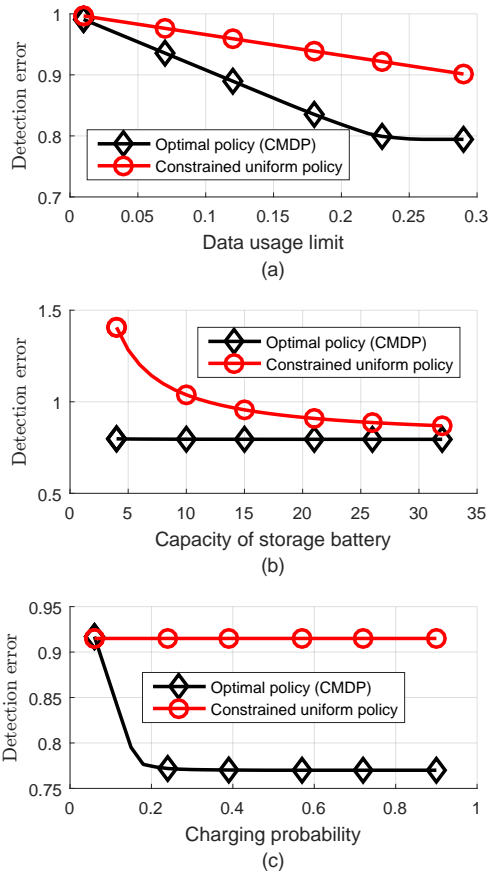 1
0.9
0.8
0.7
Detection error
Optimal policy (CMDP)
Constrained uniform policy
0 0.05 0.1 0.15 0.2 0.25 0.3
Data usage limit
(a)
1.5
1
0.5
Detection error
Optimal policy (CMDP)
Constrained uniform policy
0 5 10 15 20 25 30 35
Capacity of storage battery
(b)
0.95
0.9
0.85
0.8
0.75
Detection error
Optimal policy (CMDP)
Constrained uniform policy
0 0.2 0.4 0.6 0.8 1
Charging probability
(c)